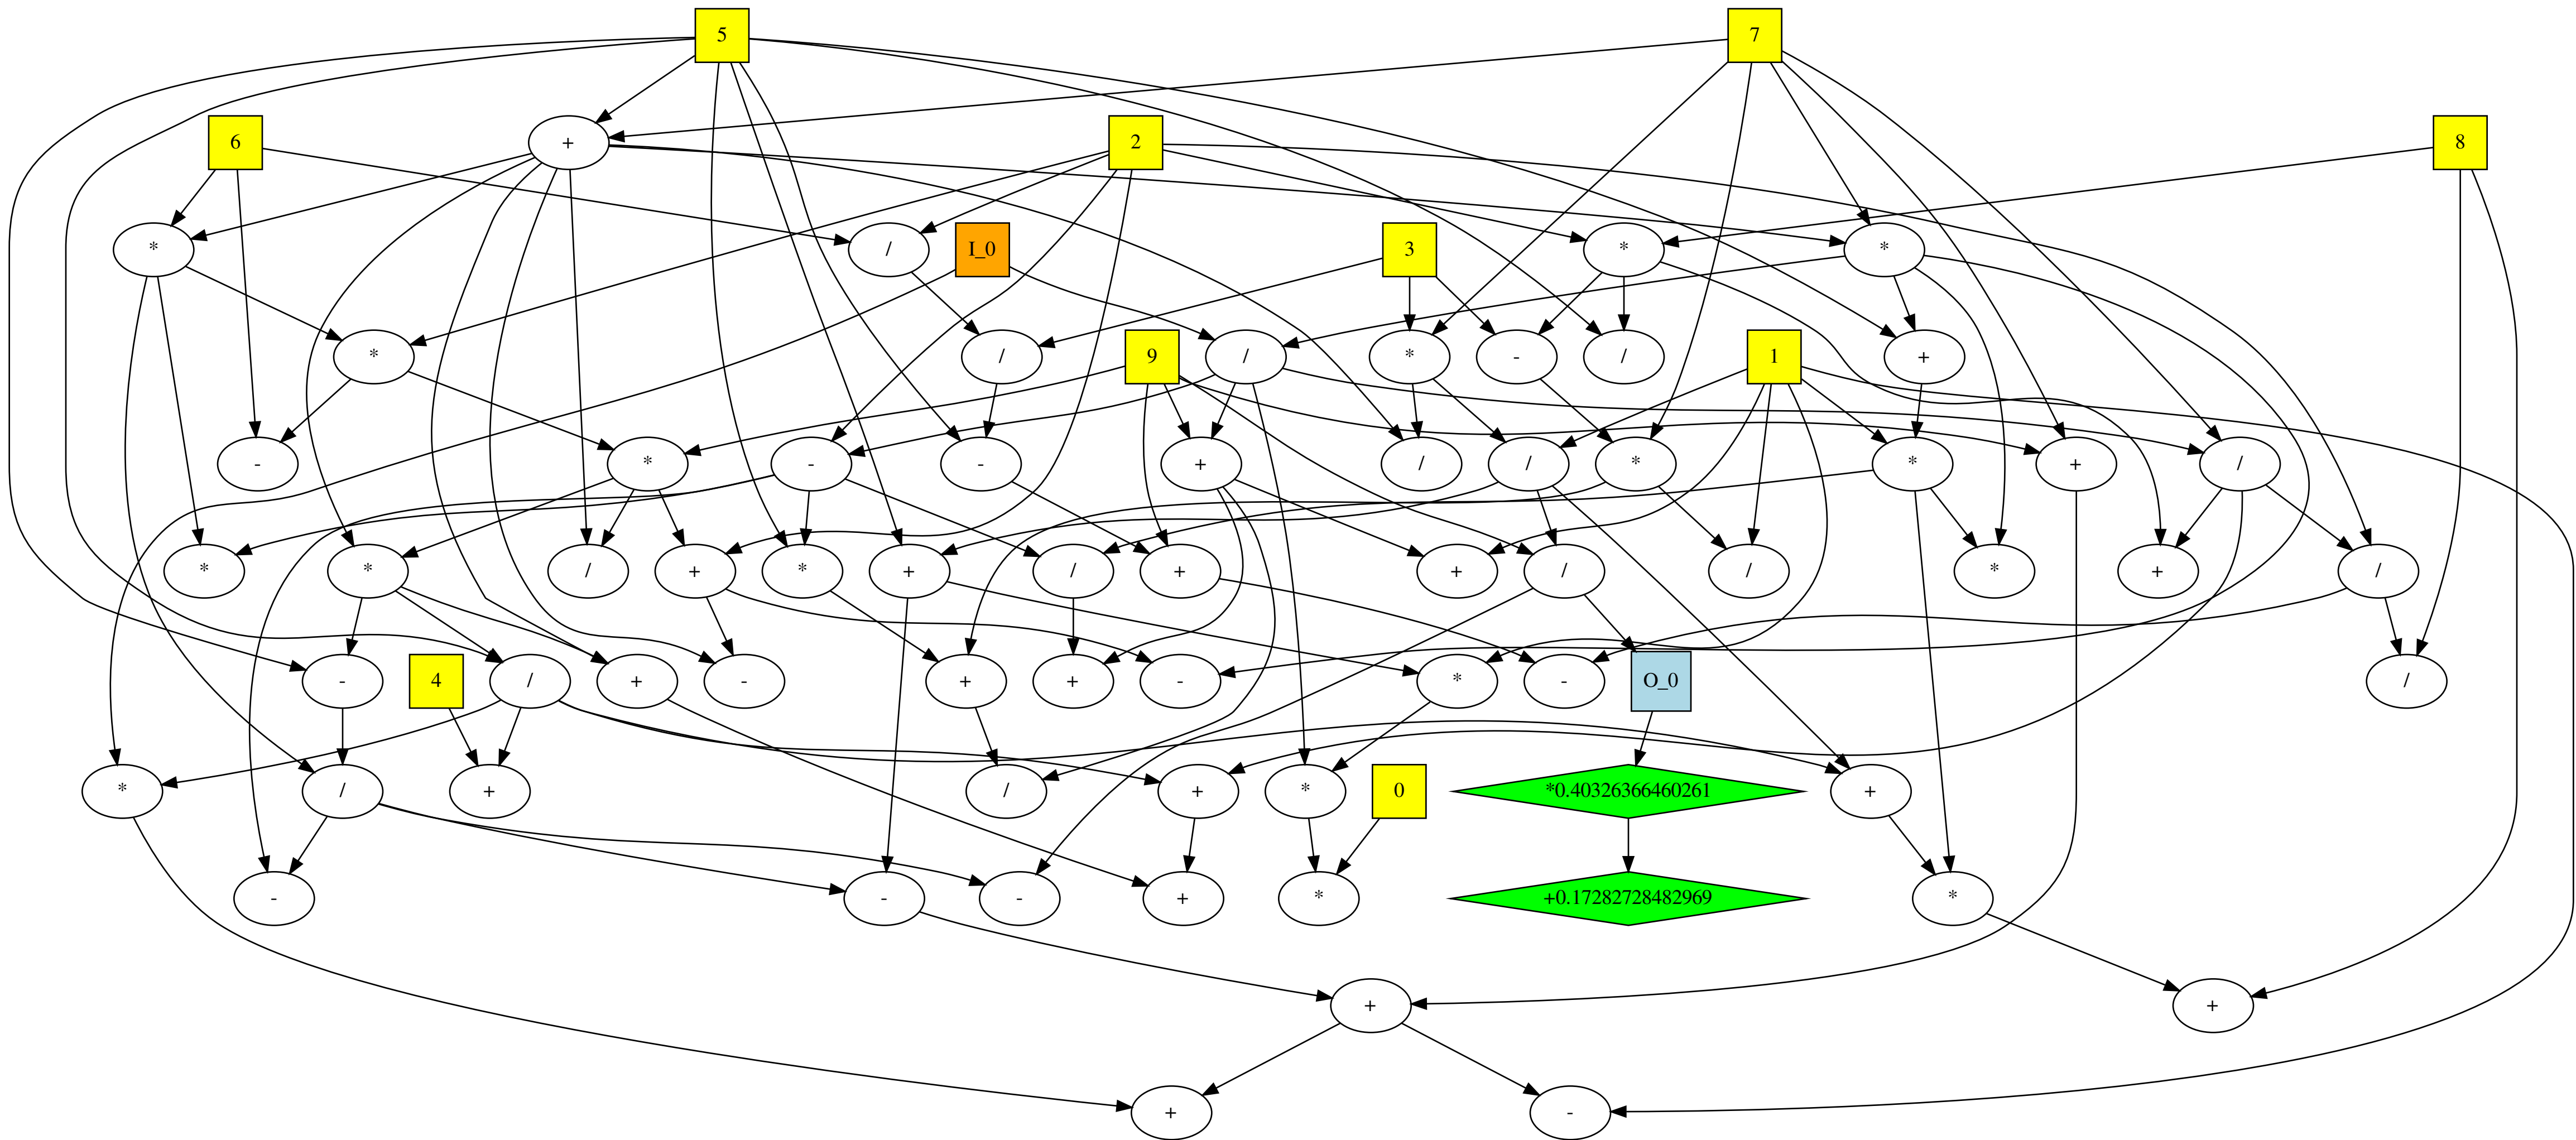 5 7
6 + 2 8
* / I_0 3 * *
* / 9 / * - / 1 +
- * - - + / * * + /
* * / + * + / + + / / * + /
- 4 / + - + + - * - O_0 /
* / + / + * 0 *0.40326366460261 +
- - - + * +0.17282728482969 *
+ +
+ -